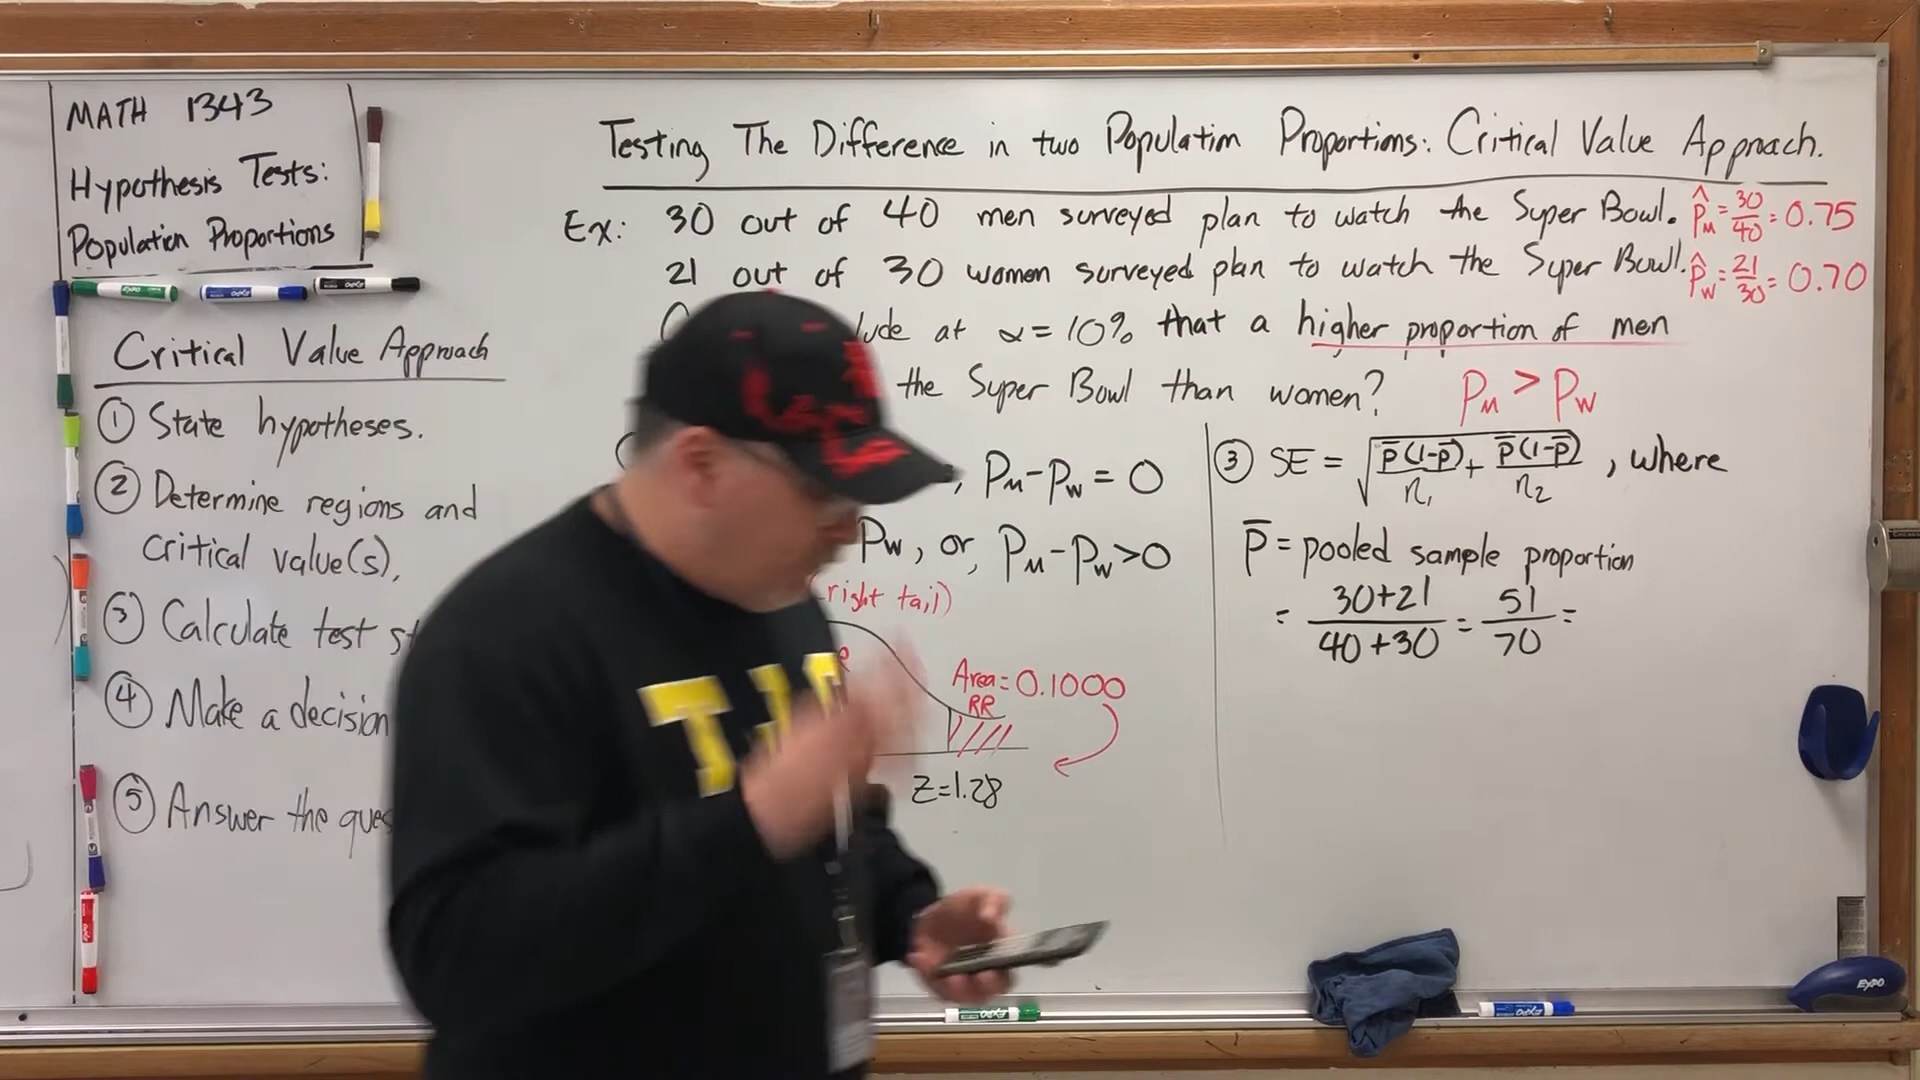 MATH 1343
Hypothesis Tests:
Population Proportions
Critical Value Approach
① State hypotheses.
② Determine regions and
critical value(s),
③ Calculate test st
④ Make a decision
⑤ Answer the ques
Testing The Difference in two Population Proportions: Critical Value Approach.
Ex: 30 out of 40 men surveyed plan to watch the Super Bowl. p̂_M = 30/40 = 0.75
21 out of 30 women surveyed plan to watch the Super Bowl. p̂_W = 21/30 = 0.70
lude at α = 10% that a higher proportion of men
the Super Bowl than women? P_M > P_W
, P_M - P_W = 0
P_W, or, P_M - P_W > 0
(right tail)
Area = 0.1000
RR
Z = 1.28
③ SE = √(p̄(1-p̄)/n₁ + p̄(1-p̄)/n₂) , where
p̄ = pooled sample proportion
= 30+21/40+30 = 51/70 =
EXPO